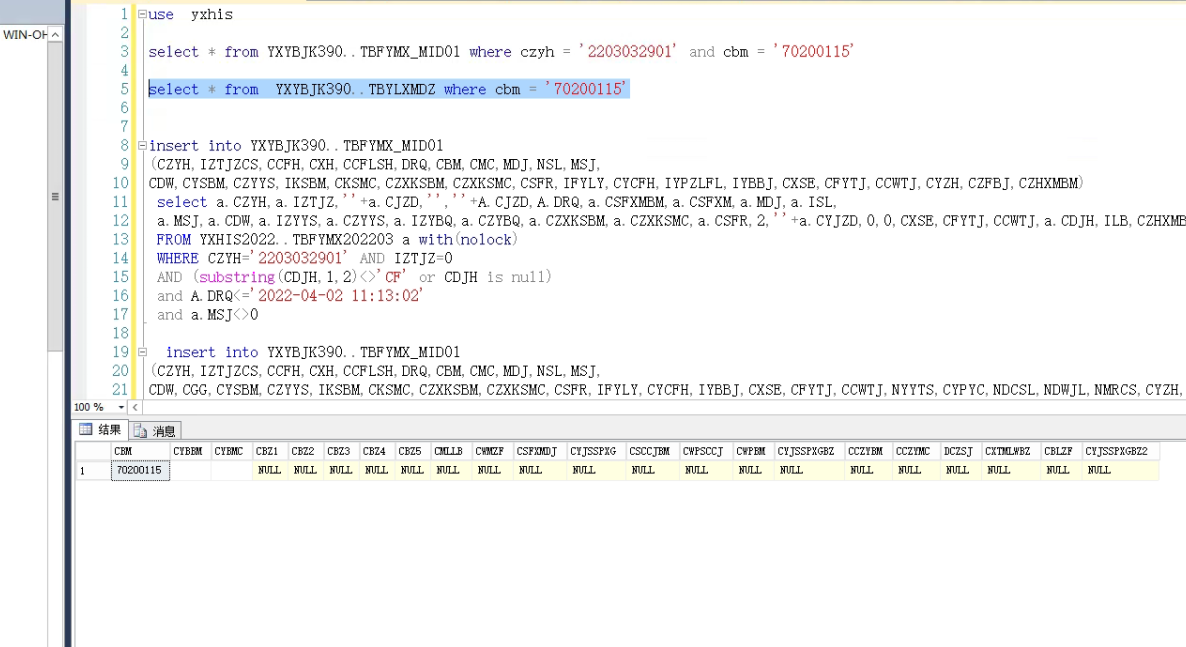 WIN-OH
1 use  yxhis
2
3 select * from YXYBJK390..TBFYMX_MID01 where czyh = '2203032901' and cbm = '70200115'
4
5 select * from  YXYBJK390..TBYLXMDZ where cbm = '70200115'
6
7
8 insert into YXYBJK390..TBFYMX_MID01
9 (CZYH,IZTJZCS,CCFH,CXH,CCFLSH,DRQ,CBM,CMC,MDJ,NSL,MSJ,
10 CDW,CYSBM,CZYYS,IKSBM,CKSMC,CZXKSBM,CZXKSMC,CSFR,IFYLY,CYCFH,IYPZLFL,IYBBJ,CXSE,CFYTJ,CCWTJ,CYZH,CZFBJ,CZHXMBM)
11 select a.CZYH,a.IZTJZ,''+a.CJZD,'',''+A.CJZD,A.DRQ,a.CSFXMBM,a.CSFXM,a.MDJ,a.ISL,
12 a.MSJ,a.CDW,a.IZYYS,a.CZYYS,a.IZYBQ,a.CZYBQ,a.CZXKSBM,a.CZXKSMC,a.CSFR,2,''+a.CYJZD,0,0,CXSE,CFYTJ,CCWTJ,a.CDJH,ILB,CZHXMB
13 FROM YXHIS2022..TBFYMX202203 a with(nolock)
14 WHERE CZYH='2203032901' AND IZTJZ=0
15 AND (substring(CDJH,1,2)<>'CF' or CDJH is null)
16 and A.DRQ<='2022-04-02 11:13:02'
17 and a.MSJ<>0
18
19 insert into YXYBJK390..TBFYMX_MID01
20 (CZYH,IZTJZCS,CCFH,CXH,CCFLSH,DRQ,CBM,CMC,MDJ,NSL,MSJ,
21 CDW,CGG,CYSBM,CZYYS,IKSBM,CKSMC,CZXKSBM,CZXKSMC,CSFR,IFYLY,CYCFH,IYBBJ,CXSE,CFYTJ,CCWTJ,NYYTS,CYPYC,NDCSL,NDWJL,NMRCS,CYZH,
100 %
结果 消息
CBM CYBBM CYBMC CBZ1 CBZ2 CBZ3 CBZ4 CBZ5 CMLLB CWMZF CSFXMDJ CYJSSPXG CSCCJBM CWPSCCJ CWPBM CYJSSPXGBZ CCZYBM CCZYMC DCZSJ CXTMLWBZ CBLZF CYJSSPXGBZ2
1 70200115 NULL NULL NULL NULL NULL NULL NULL NULL NULL NULL NULL NULL NULL NULL NULL NULL NULL NULL NULL